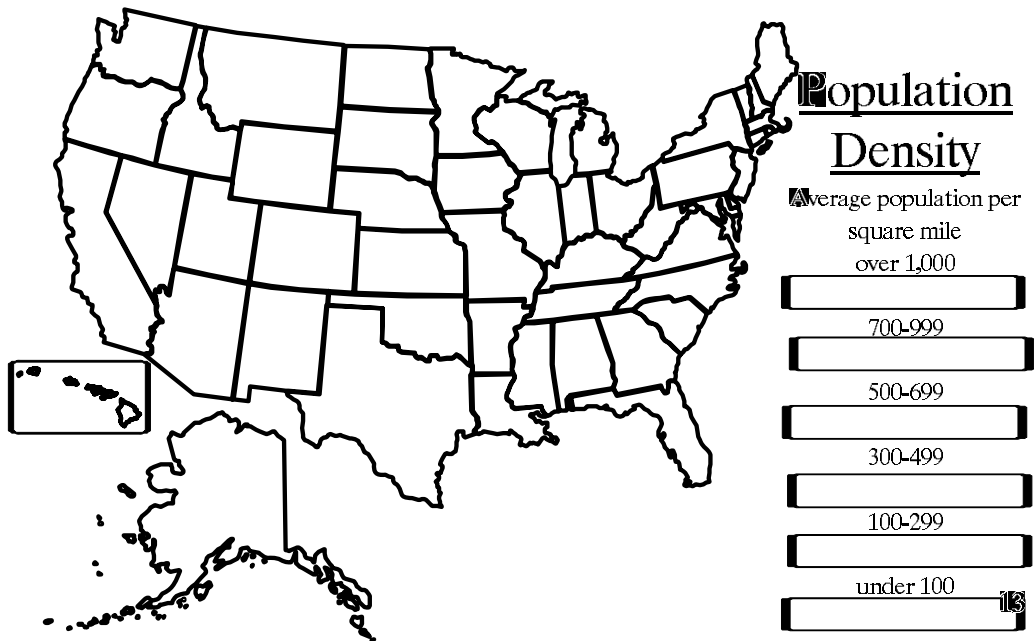 Population
Density
Average population per
square mile
over 1,000
700-999
500-699
300-499
100-299
under 100
13